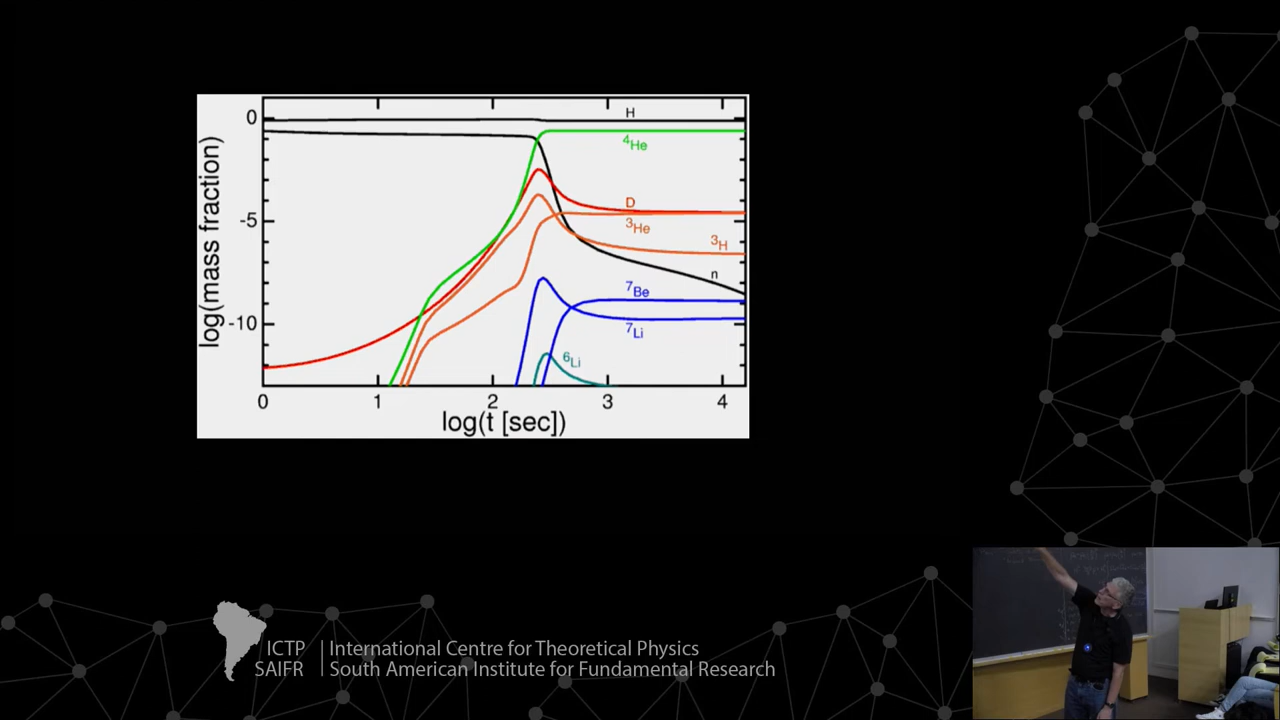 H
4He
D
3He
3H
n
7Be
7Li
6Li
0
-5
-10
log(mass fraction)
0 1 2 3 4
log(t [sec])
ICTP International Centre for Theoretical Physics
SAIFR South American Institute for Fundamental Research